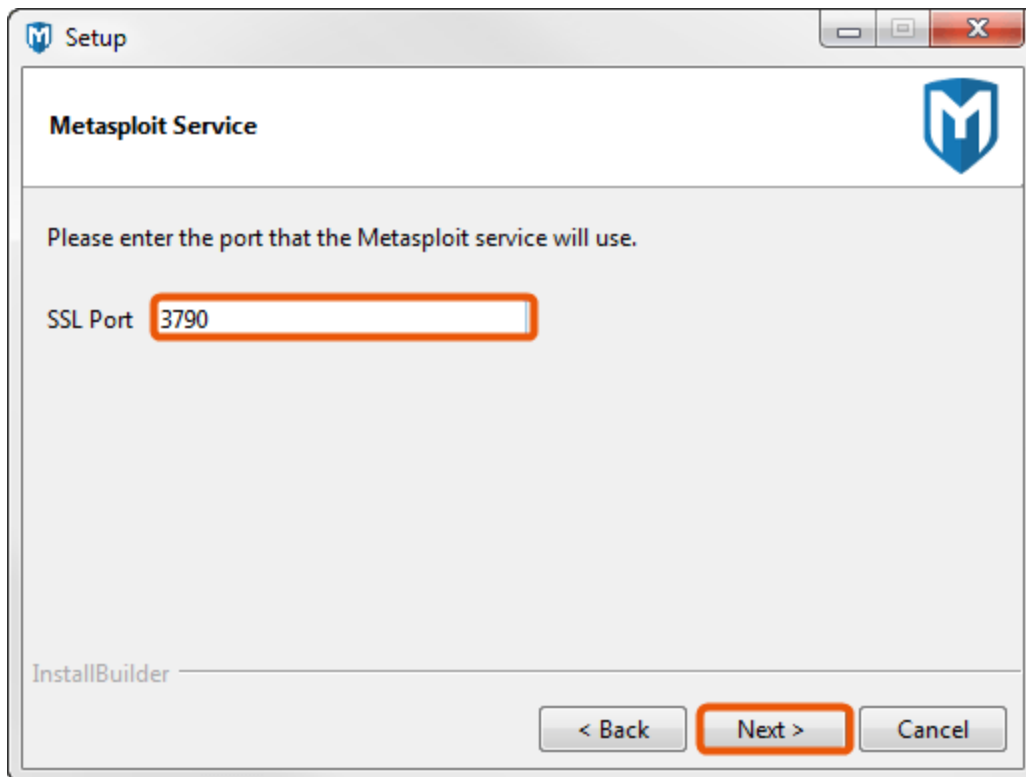 Setup
Metasploit Service
Please enter the port that the Metasploit service will use.
SSL Port 3790
InstallBuilder
< Back Next > Cancel